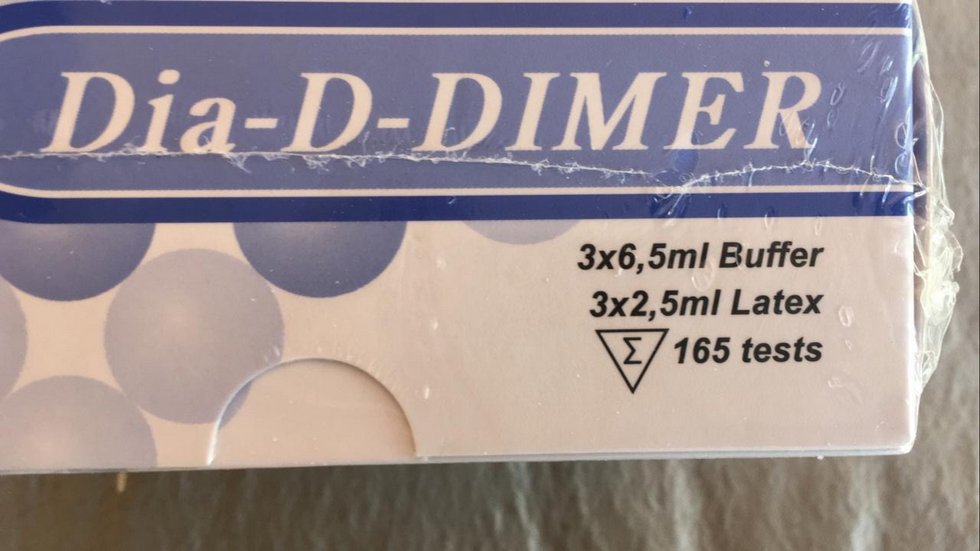 Dia-D-DIMER
3x6,5ml Buffer
3x2,5ml Latex
Σ 165 tests